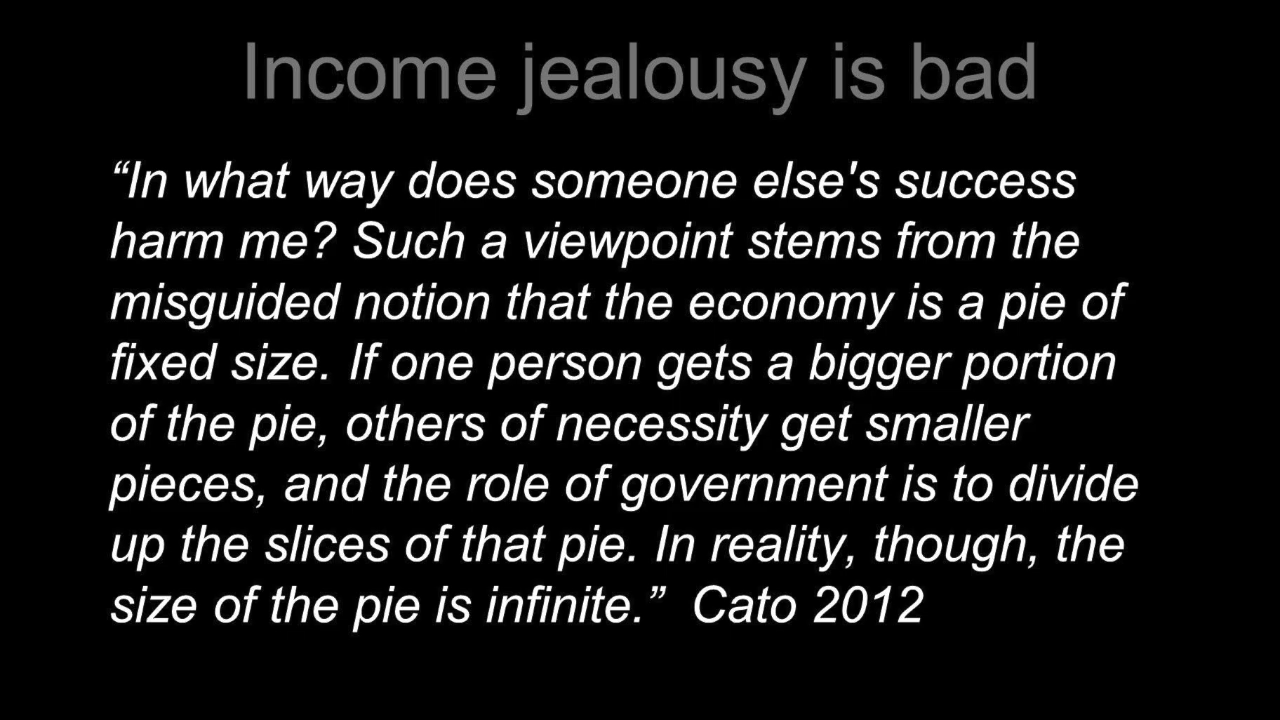 Income jealousy is bad
“In what way does someone else's success
harm me? Such a viewpoint stems from the
misguided notion that the economy is a pie of
fixed size. If one person gets a bigger portion
of the pie, others of necessity get smaller
pieces, and the role of government is to divide
up the slices of that pie. In reality, though, the
size of the pie is infinite.”  Cato 2012